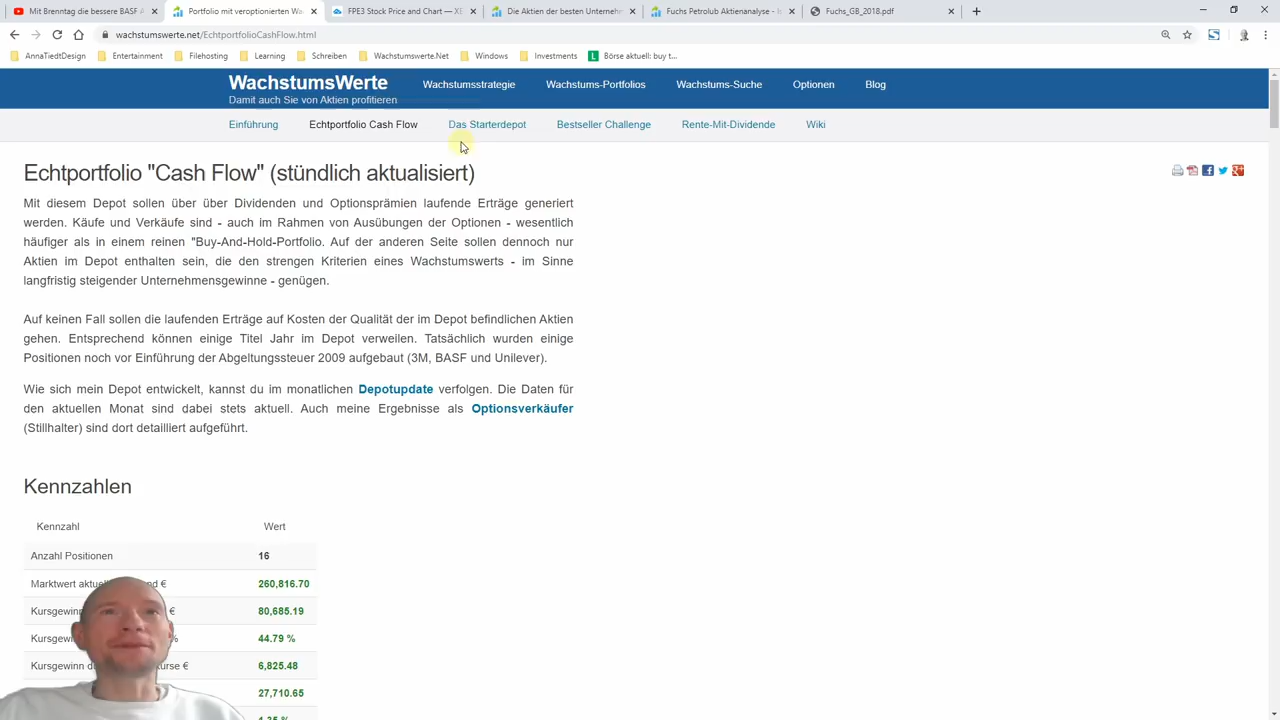 Mit Brenntag die bessere BASF A
Portfolio mit veroptionierten Wa
FPE3 Stock Price and Chart — XE
Die Aktien der besten Unternehm
Fuchs Petrolub Aktienanalyse - Is
Fuchs_GB_2018.pdf
wachstumswerte.net/EchtportfolioCashFlow.html
AnnaTiedtDesign
Entertainment
Filehosting
Learning
Schreiben
Wachstumswerte.Net
Windows
Investments
L Börse aktuell: buy t...
WachstumsWerte
Damit auch Sie von Aktien profitieren
Wachstumsstrategie
Wachstums-Portfolios
Wachstums-Suche
Optionen
Blog
Einführung
Echtportfolio Cash Flow
Das Starterdepot
Bestseller Challenge
Rente-Mit-Dividende
Wiki
Echtportfolio "Cash Flow" (stündlich aktualisiert)
Mit diesem Depot sollen über über Dividenden und Optionsprämien laufende Erträge generiert
werden. Käufe und Verkäufe sind - auch im Rahmen von Ausübungen der Optionen - wesentlich
häufiger als in einem reinen "Buy-And-Hold-Portfolio. Auf der anderen Seite sollen dennoch nur
Aktien im Depot enthalten sein, die den strengen Kriterien eines Wachstumswerts - im Sinne
langfristig steigender Unternehmensgewinne - genügen.
Auf keinen Fall sollen die laufenden Erträge auf Kosten der Qualität der im Depot befindlichen Aktien
gehen. Entsprechend können einige Titel Jahr im Depot verweilen. Tatsächlich wurden einige
Positionen noch vor Einführung der Abgeltungssteuer 2009 aufgebaut (3M, BASF und Unilever).
Wie sich mein Depot entwickelt, kannst du im monatlichen Depotupdate verfolgen. Die Daten für
den aktuellen Monat sind dabei stets aktuell. Auch meine Ergebnisse als Optionsverkäufer
(Stillhalter) sind dort detailliert aufgeführt.
Kennzahlen
Kennzahl Wert
Anzahl Positionen 16
Marktwert € 260,816.70
€ 80,685.19
% 44.79 %
Kursgewinn € 6,825.48
27,710.65